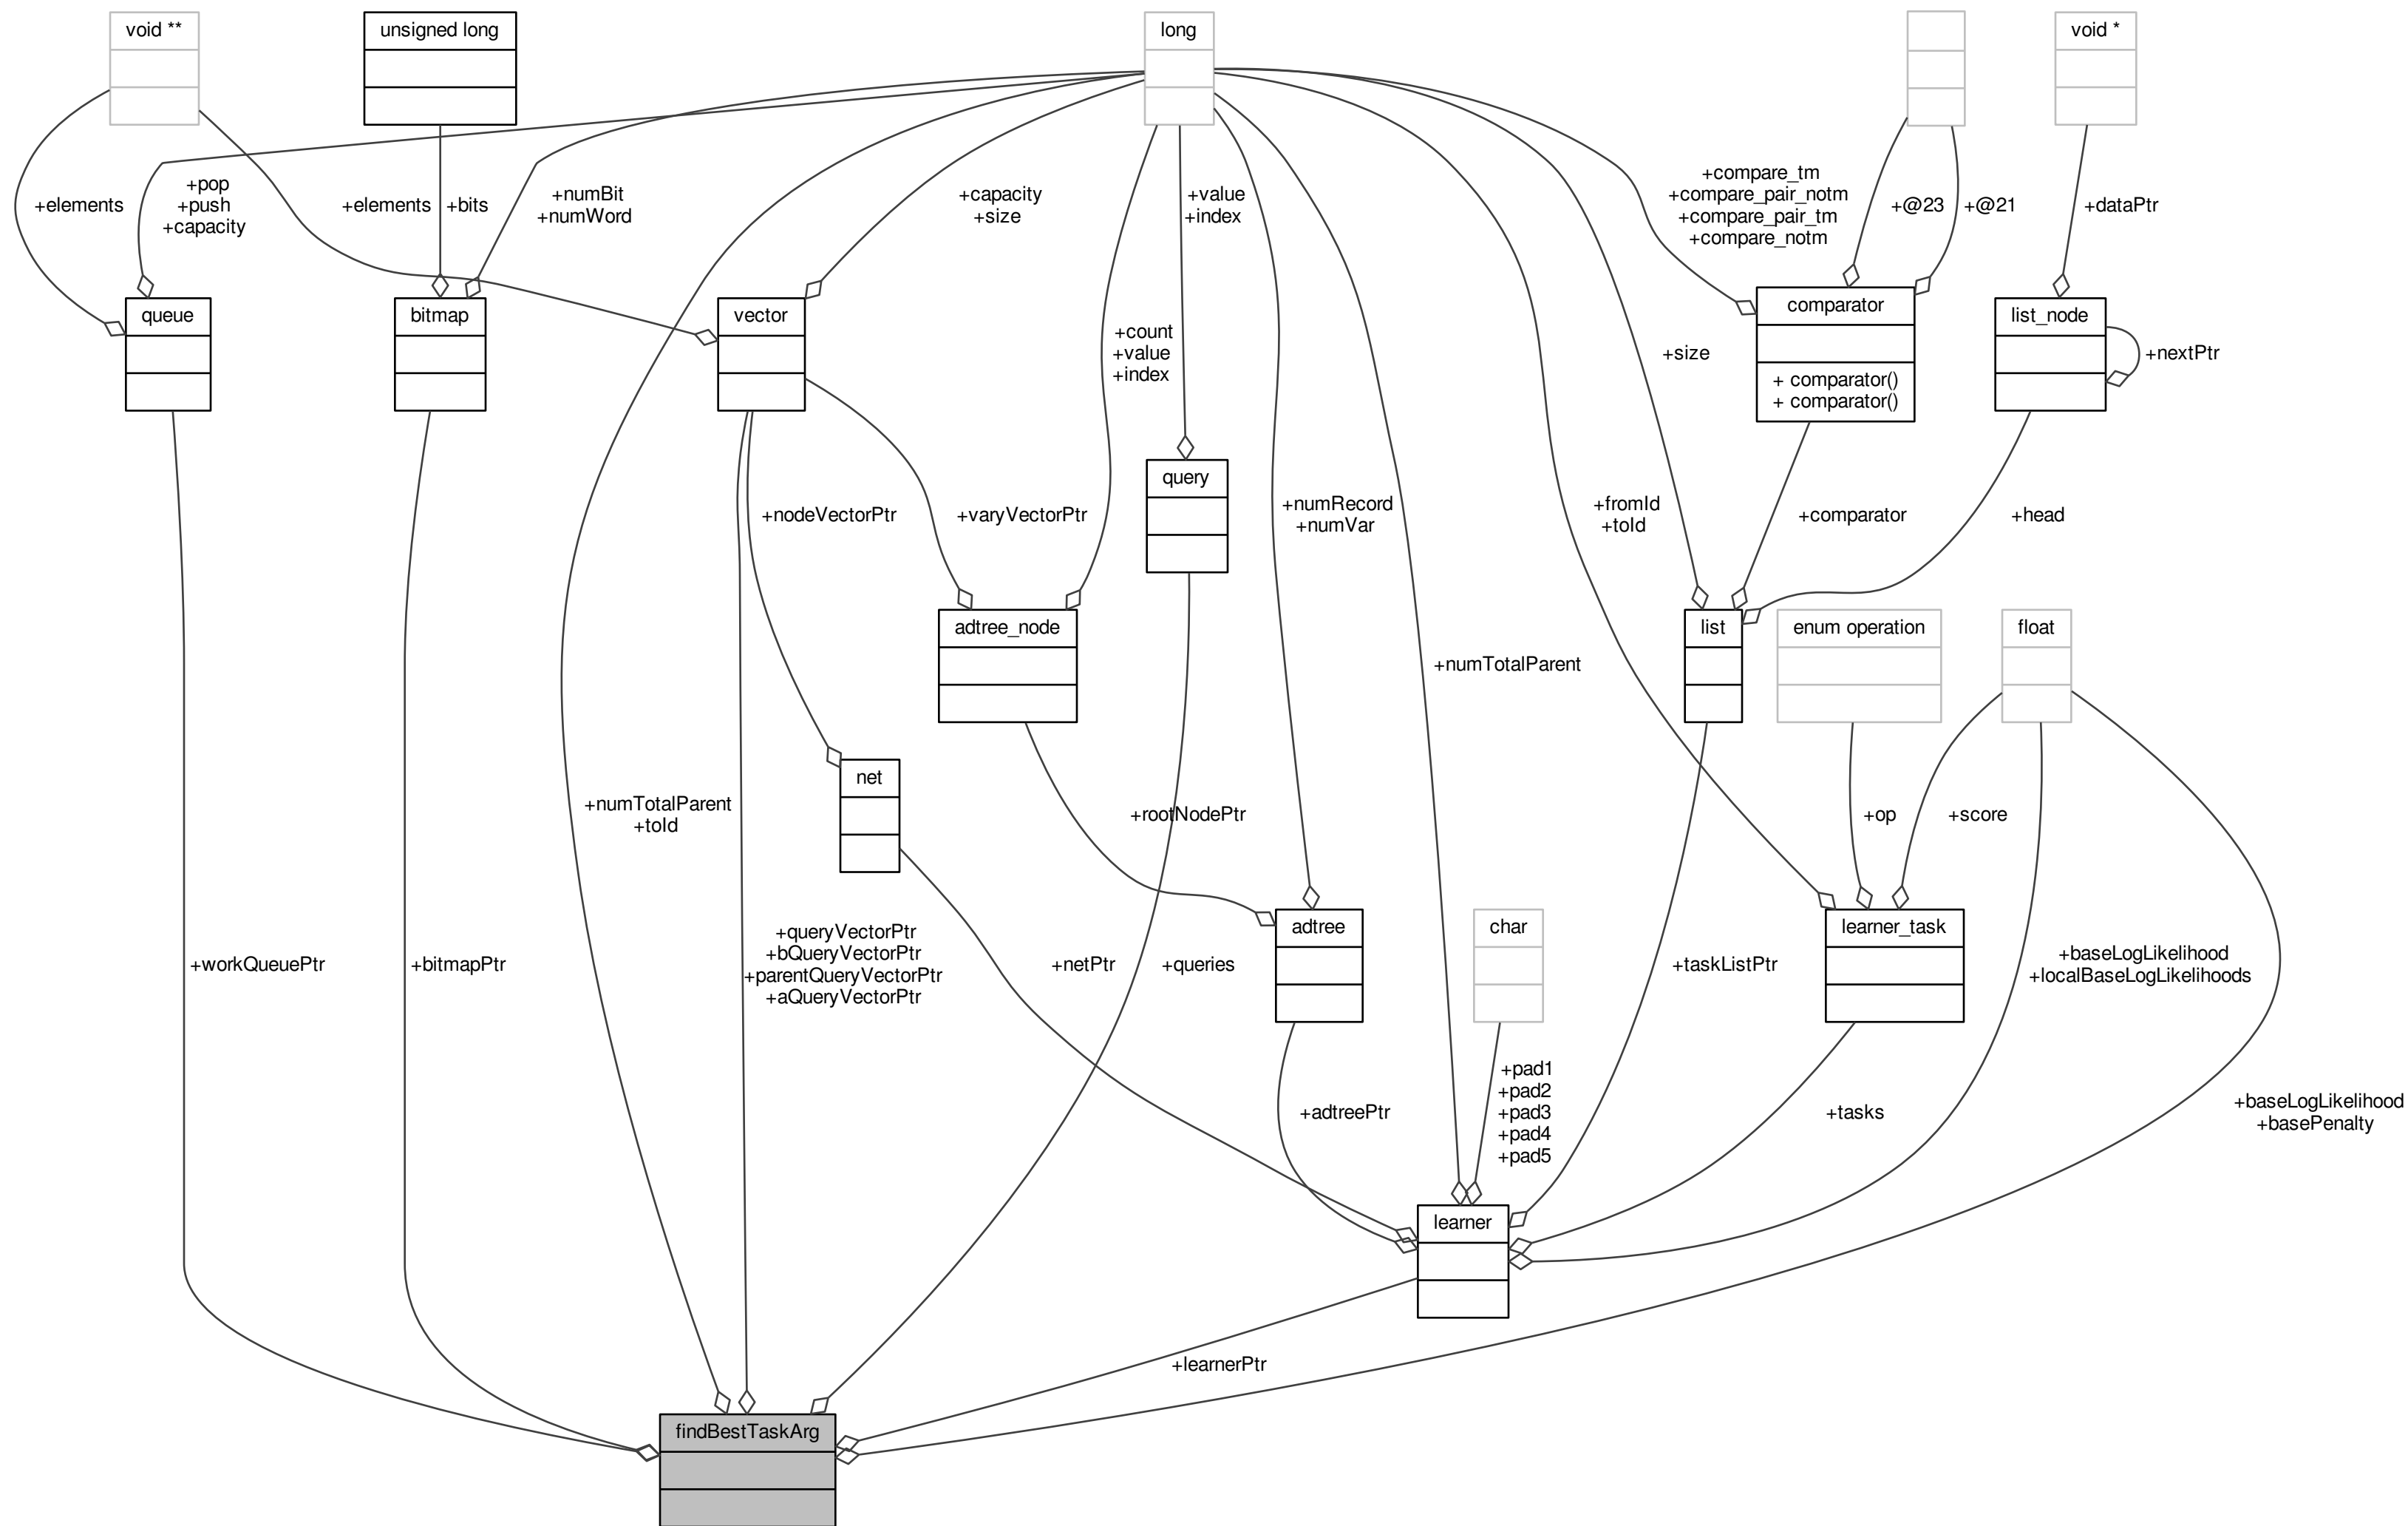 void **
unsigned long
long
void *
+elements
+pop
+push
+capacity
+elements
+bits
+numBit
+numWord
+capacity
+size
+value
+index
+compare_tm
+compare_pair_notm
+compare_pair_tm
+compare_notm
+@23
+@21
+dataPtr
queue
bitmap
vector
+count
+value
+index
+size
comparator
+ comparator()
+ comparator()
list_node
+nextPtr
+nodeVectorPtr
+varyVectorPtr
query
+numRecord
+numVar
+fromId
+toId
+comparator
+head
adtree_node
+numTotalParent
list
enum operation
float
+numTotalParent
+toId
net
+rootNodePtr
+op
+score
+workQueuePtr
+bitmapPtr
+queryVectorPtr
+bQueryVectorPtr
+parentQueryVectorPtr
+aQueryVectorPtr
+netPtr
+queries
adtree
char
+taskListPtr
learner_task
+baseLogLikelihood
+localBaseLogLikelihoods
+adtreePtr
+pad1
+pad2
+pad3
+pad4
+pad5
+tasks
+baseLogLikelihood
+basePenalty
learner
+learnerPtr
findBestTaskArg